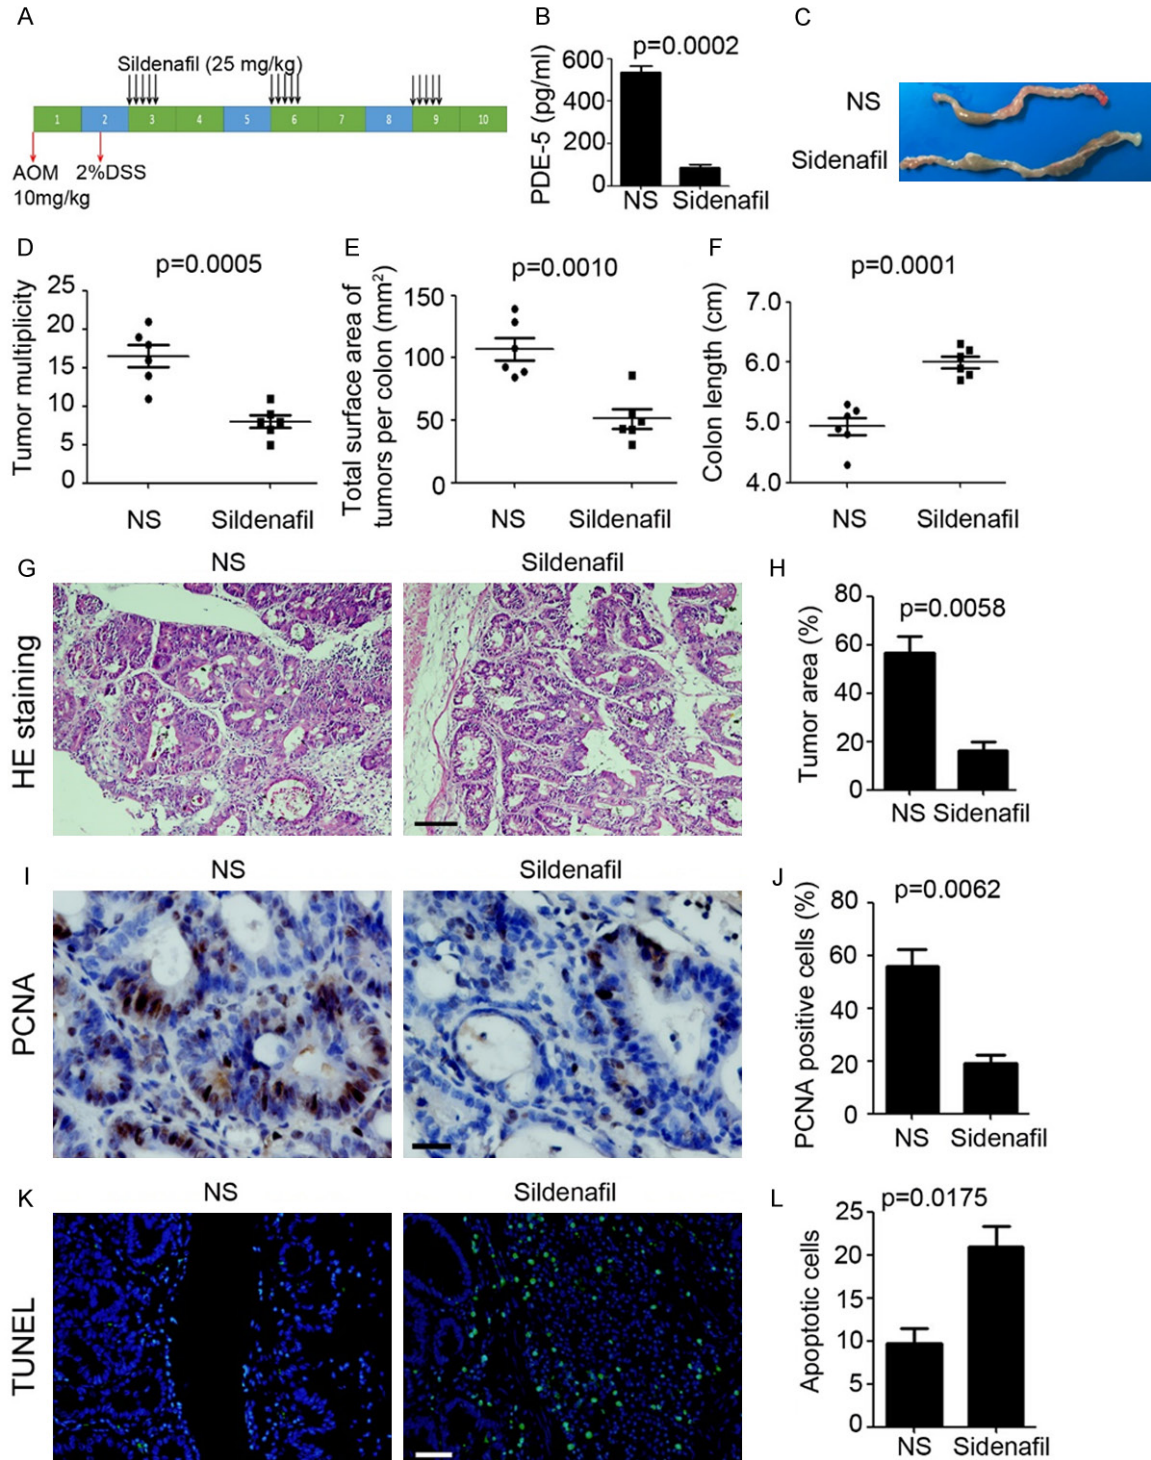 A
Sildenafil (25 mg/kg)
1 2 3 4 5 6 7 8 9 10
AOM 2%DSS
10mg/kg
B
p=0.0002
PDE-5 (pg/ml)
600
400
200
0
NS Sidenafil
C
NS
Sidenafil
D
p=0.0005
Tumor multiplicity
25
20
15
10
5
0
NS Sildenafil
E
p=0.0010
Total surface area of
tumors per colon (mm²)
150
100
50
0
NS Sildenafil
F
p=0.0001
Colon length (cm)
7.0
6.0
5.0
4.0
NS Sildenafil
G
NS Sildenafil
HE staining
H
p=0.0058
Tumor area (%)
80
60
40
20
0
NS Sidenafil
I
NS Sildenafil
PCNA
J
p=0.0062
PCNA positive cells (%)
80
60
40
20
0
NS Sidenafil
K
NS Sildenafil
TUNEL
L
p=0.0175
Apoptotic cells
25
20
15
10
5
0
NS Sidenafil